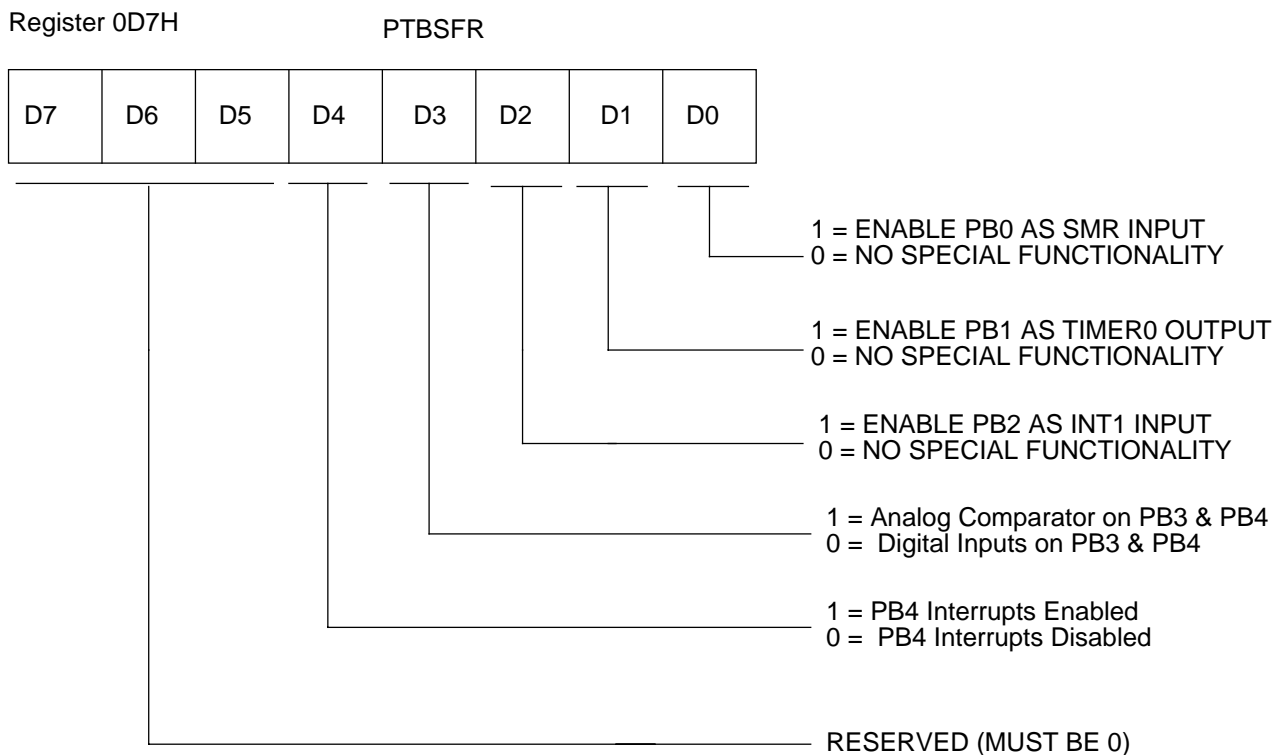 Register 0D7H
PTBSFR
D7 D6 D5 D4 D3 D2 D1 D0
1 = ENABLE PB0 AS SMR INPUT
0 = NO SPECIAL FUNCTIONALITY
1 = ENABLE PB1 AS TIMER0 OUTPUT
0 = NO SPECIAL FUNCTIONALITY
1 = ENABLE PB2 AS INT1 INPUT
0 = NO SPECIAL FUNCTIONALITY
1 = Analog Comparator on PB3 & PB4
0 = Digital Inputs on PB3 & PB4
1 = PB4 Interrupts Enabled
0 = PB4 Interrupts Disabled
RESERVED (MUST BE 0)